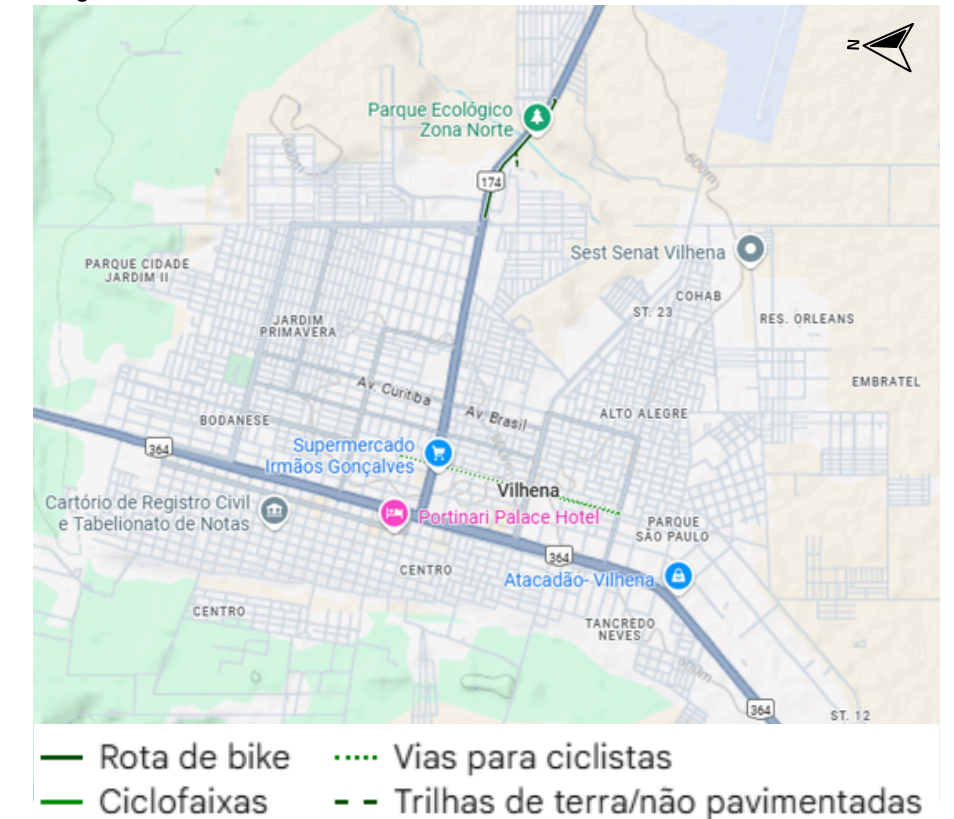 N
Parque Ecológico
Zona Norte
600m
174
600m
Sest Senat Vilhena
PARQUE CIDADE
JARDIM II
COHAB
ST. 23
RES. ORLEANS
JARDIM
PRIMAVERA
EMBRATEL
Av. Curitiba
Av. Brasil
ALTO ALEGRE
BODANESE
364
Supermercado
Irmãos Gonçalves
Vilhena
Cartório de Registro Civil
e Tabelionato de Notas
Portinari Palace Hotel
PARQUE
SÃO PAULO
364
CENTRO
Atacadão- Vilhena
CENTRO
TANCREDO
NEVES
600m
364
ST. 12
Rota de bike
Vias para ciclistas
Ciclofaixas
Trilhas de terra/não pavimentadas